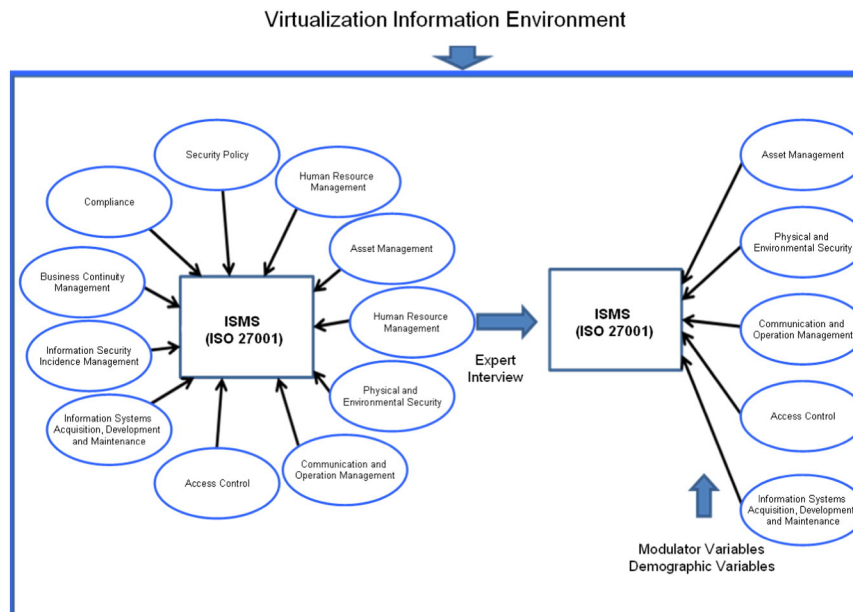 Virtualization Information Environment
Security Policy
Human Resource
Management
Compliance
Asset Management
Business Continuity
Management
ISMS
(ISO 27001)
Human Resource
Management
Information Security
Incidence Management
Physical and
Environmental Security
Information Systems
Acquisition, Development
and Maintenance
Access Control
Communication and
Operation Management
Expert
Interview
ISMS
(ISO 27001)
Asset Management
Physical and
Environmental Security
Communication and
Operation Management
Access Control
Information Systems
Acquisition, Development
and Maintenance
Modulator Variables
Demographic Variables